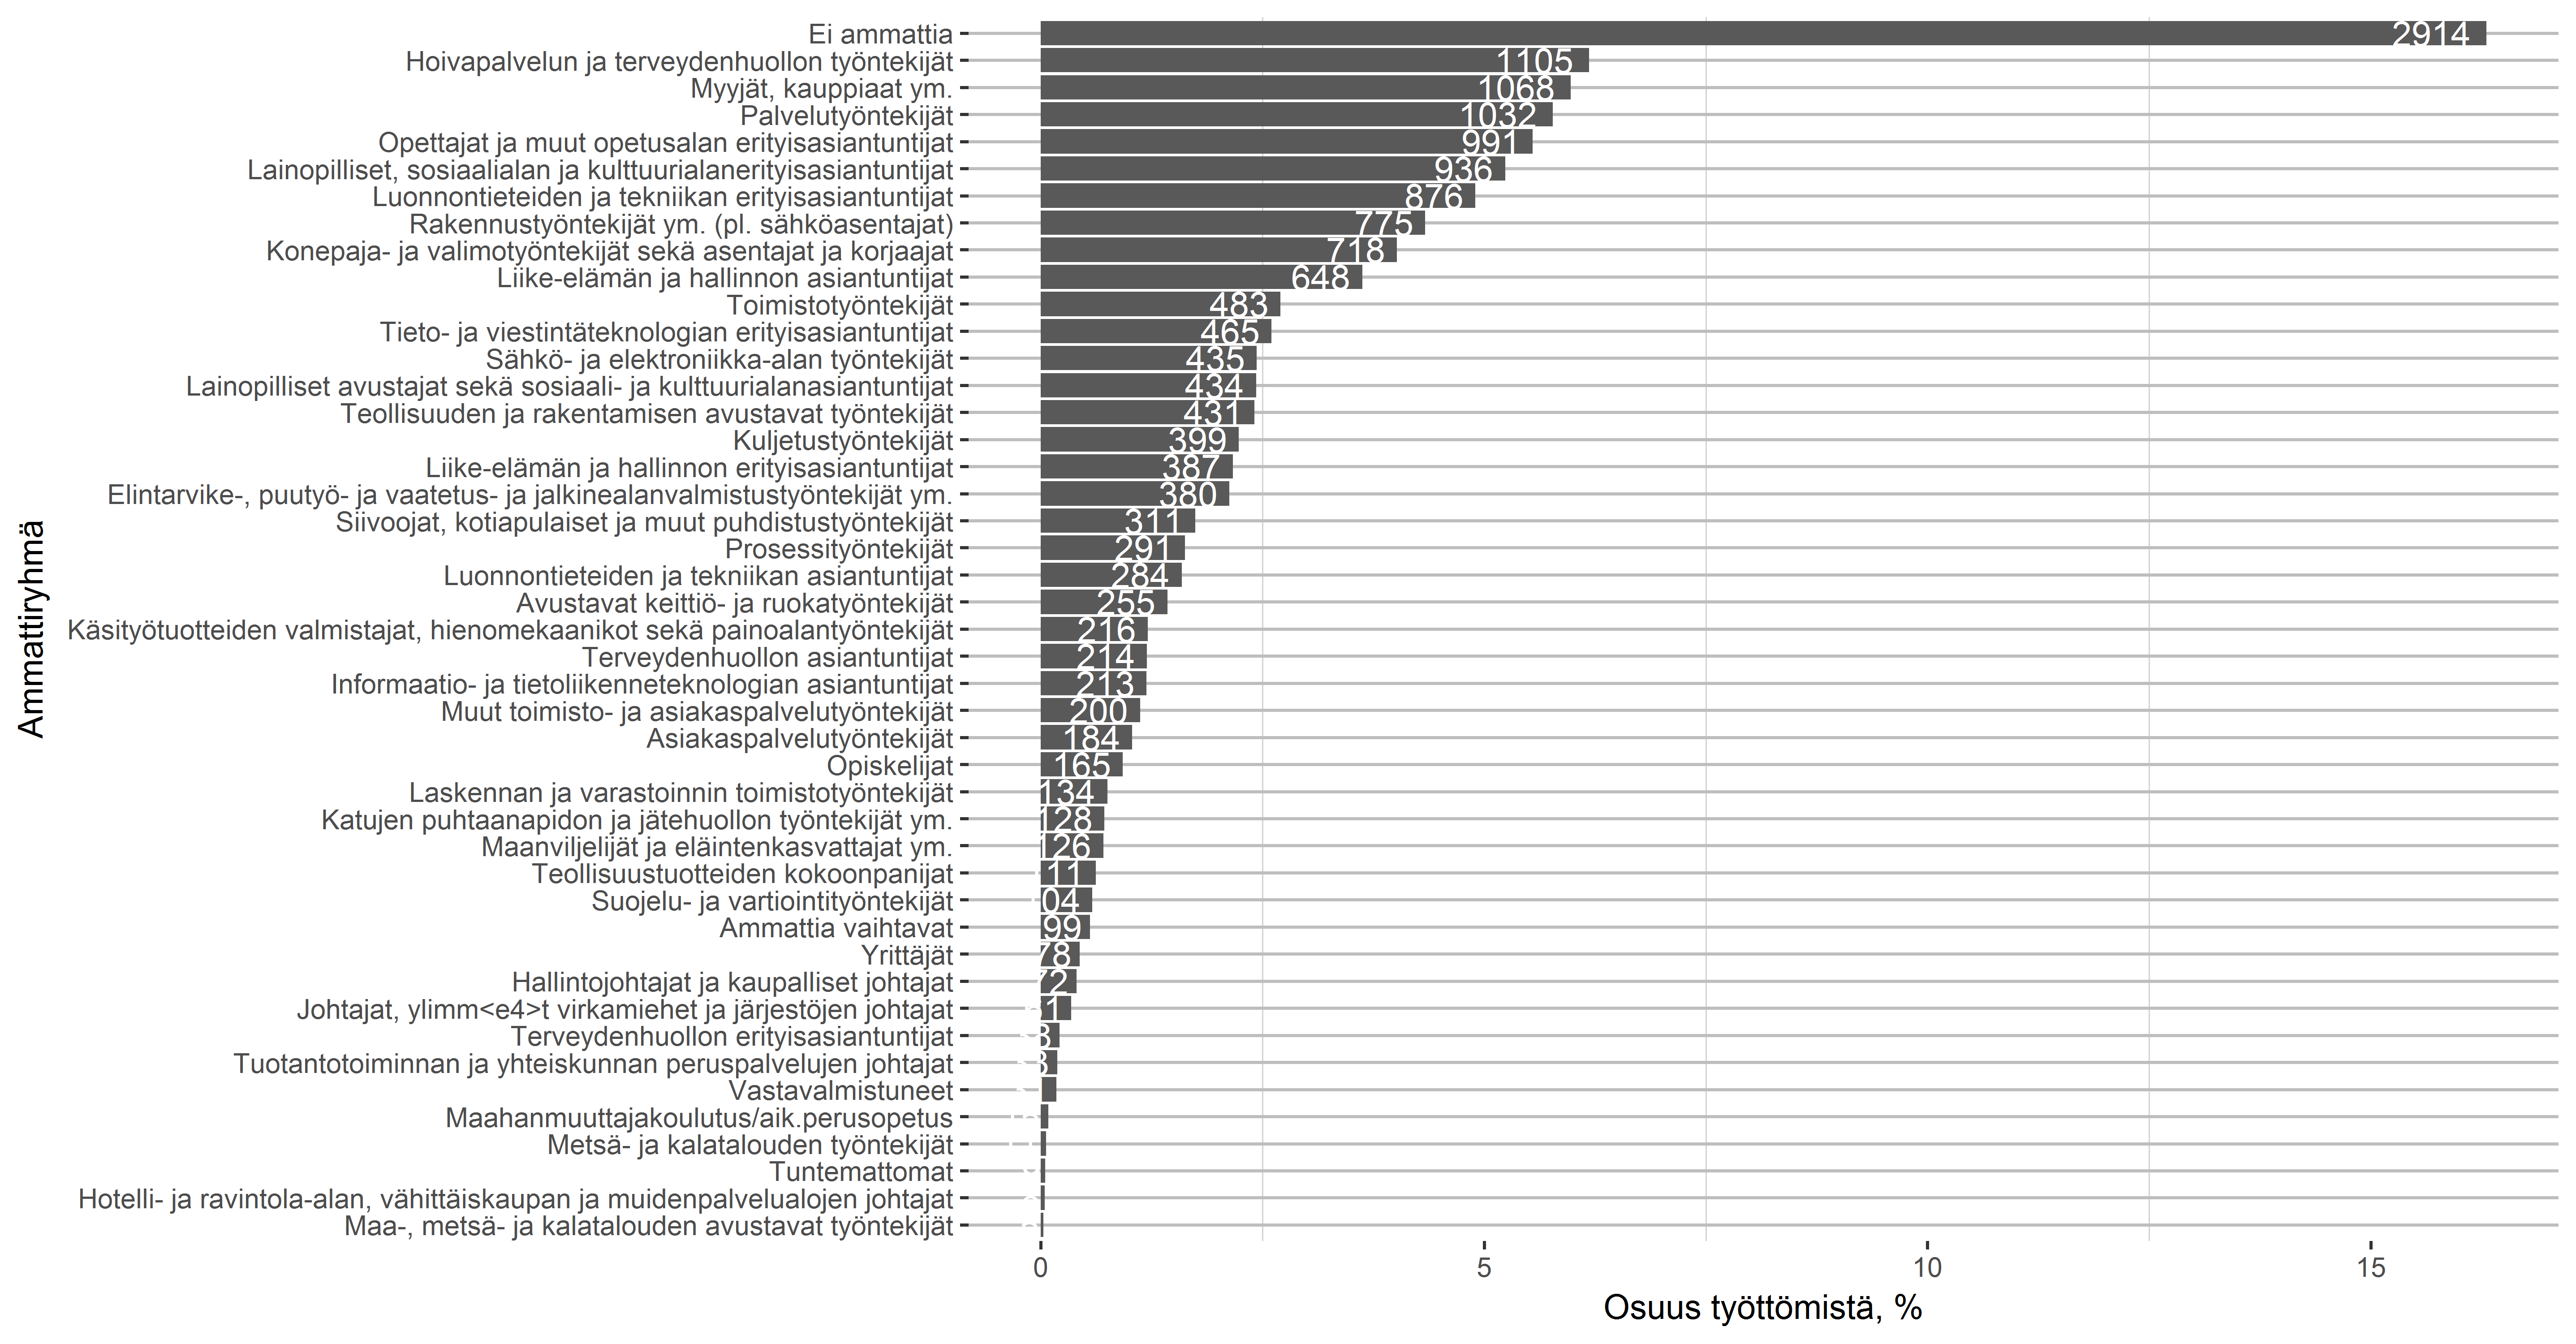 Ei ammattia 2914
Hoivapalvelun ja terveydenhuollon työntekijät 1105
Myyjät, kauppiaat ym. 1068
Palvelutyöntekijät 1032
Opettajat ja muut opetusalan erityisasiantuntijat 991
Lainopilliset, sosiaalialan ja kulttuurialanerityisasiantuntijat 936
Luonnontieteiden ja tekniikan erityisasiantuntijat 876
Rakennustyöntekijät ym. (pl. sähköasentajat) 775
Konepaja- ja valimotyöntekijät sekä asentajat ja korjaajat 718
Liike-elämän ja hallinnon asiantuntijat 648
Toimistotyöntekijät 483
Tieto- ja viestintäteknologian erityisasiantuntijat 465
Sähkö- ja elektroniikka-alan työntekijät 435
Lainopilliset avustajat sekä sosiaali- ja kulttuurialanasiantuntijat 434
Teollisuuden ja rakentamisen avustavat työntekijät 431
Kuljetustyöntekijät 399
Liike-elämän ja hallinnon erityisasiantuntijat 387
Elintarvike-, puutyö- ja vaatetus- ja jalkinealanvalmistustyöntekijät ym. 380
Siivoojat, kotiapulaiset ja muut puhdistustyöntekijät 311
Prosessityöntekijät 291
Luonnontieteiden ja tekniikan asiantuntijat 284
Avustavat keittiö- ja ruokatyöntekijät 255
Käsityötuotteiden valmistajat, hienomekaanikot sekä painoalantyöntekijät 216
Terveydenhuollon asiantuntijat 214
Informaatio- ja tietoliikenneteknologian asiantuntijat 213
Muut toimisto- ja asiakaspalvelutyöntekijät 200
Asiakaspalvelutyöntekijät 184
Opiskelijat 165
Laskennan ja varastoinnin toimistotyöntekijät 134
Katujen puhtaanapidon ja jätehuollon työntekijät ym. 128
Maanviljelijät ja eläintenkasvattajat ym. 126
Teollisuustuotteiden kokoonpanijat
Suojelu- ja vartiointityöntekijät
Ammattia vaihtavat 99
Yrittäjät 78
Hallintojohtajat ja kaupalliset johtajat 72
Johtajat, ylimm<e4>t virkamiehet ja järjestöjen johtajat
Terveydenhuollon erityisasiantuntijat
Tuotantotoiminnan ja yhteiskunnan peruspalvelujen johtajat
Vastavalmistuneet
Maahanmuuttajakoulutus/aik.perusopetus
Metsä- ja kalatalouden työntekijät
Tuntemattomat
Hotelli- ja ravintola-alan, vähittäiskaupan ja muidenpalvelualojen johtajat
Maa-, metsä- ja kalatalouden avustavat työntekijät
Ammattiryhmä
0 5 10 15
Osuus työttömistä, %